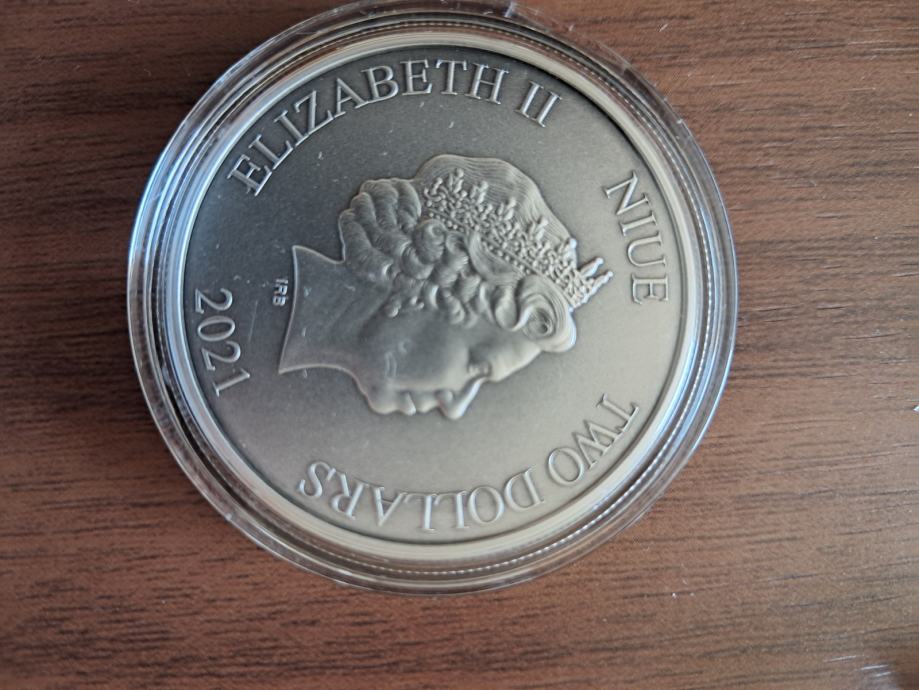 ELIZABETH II
NIUE
TWO DOLLARS
2021
IRB